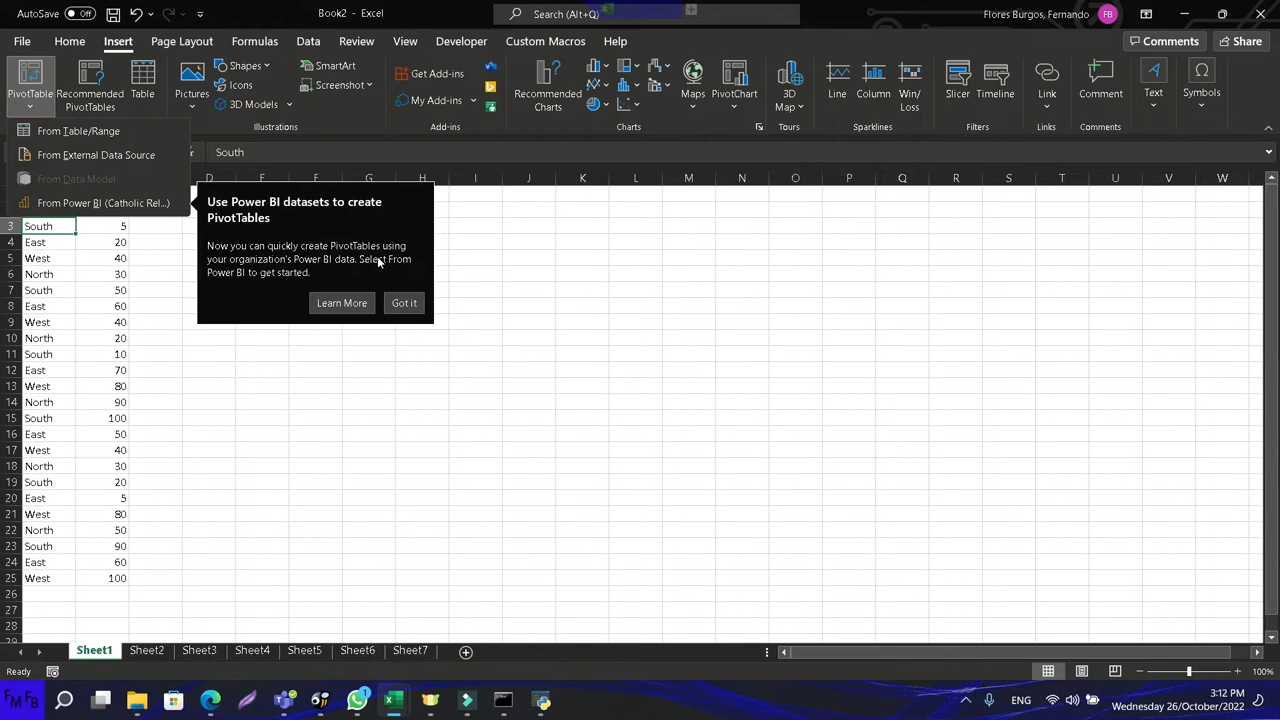 AutoSave Off
Book2 - Excel
Search (Alt+Q)
Flores Burgos, Fernando FB
File Home Insert Page Layout Formulas Data Review View Developer Custom Macros Help
Comments Share
PivotTable
Recommended
PivotTables
Table
Pictures
Shapes
Icons
3D Models
SmartArt
Screenshot
Illustrations
Get Add-ins
My Add-ins
Add-ins
Recommended
Charts
Maps
PivotChart
Charts
3D
Map
Tours
Line
Column
Win/
Loss
Sparklines
Slicer
Timeline
Filters
Link
Links
Comment
Comments
Text
Symbols
From Table/Range
From External Data Source
From Data Model
From Power BI (Catholic Rel...)
South
D E F G H I J K L M N O P Q R S T U V W
Use Power BI datasets to create
PivotTables
Now you can quickly create PivotTables using
your organization's Power BI data. Select From
Power BI to get started.
Learn More Got it
3 South 5
4 East 20
5 West 40
6 North 30
7 South 50
8 East 60
9 West 40
10 North 20
11 South 10
12 East 70
13 West 80
14 North 90
15 South 100
16 East 50
17 West 40
18 North 30
19 South 20
20 East 5
21 West 80
22 North 50
23 South 90
24 East 60
25 West 100
26
27
28
29
Sheet1 Sheet2 Sheet3 Sheet4 Sheet5 Sheet6 Sheet7
Ready
100%
FM FB
1
ENG
3:12 PM
Wednesday 26/October/2022